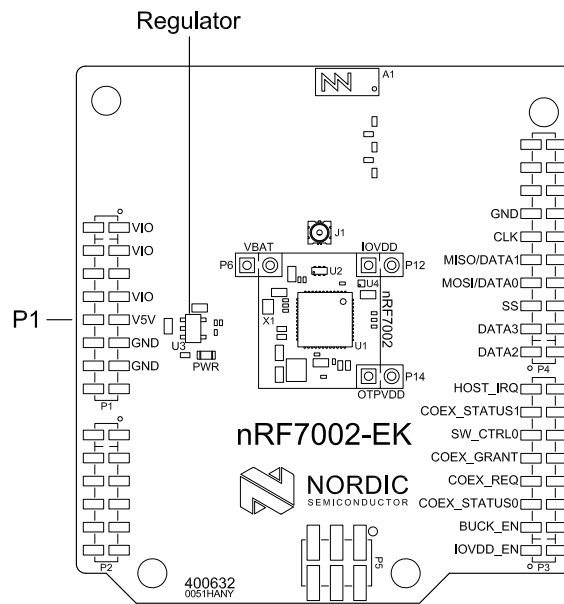 Regulator
A1
GND
CLK
MISO/DATA1
MOSI/DATA0
SS
DATA3
DATA2
P4
VIO
VIO
VIO
V5V
GND
GND
P1
P1
J1
VBAT
IOVDD
P6
P12
U2
U4
nRF7002
X1
U1
U3
PWR
P14
OTPVDD
HOST_IRQ
COEX_STATUS1
SW_CTRL0
COEX_GRANT
COEX_REQ
COEX_STATUS0
BUCK_EN
IOVDD_EN
P3
nRF7002-EK
NORDIC
SEMICONDUCTOR
P5
P2
400632
0051HANY